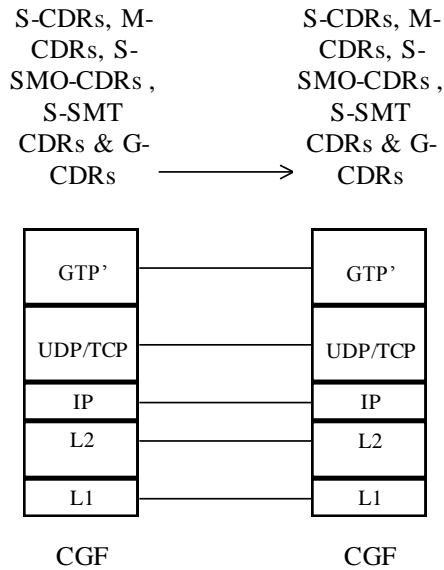 S-CDRs, M-
CDRs, S-
SMO-CDRs ,
S-SMT
CDRs & G-
CDRs
S-CDRs, M-
CDRs, S-
SMO-CDRs ,
S-SMT
CDRs & G-
CDRs
GTP’
UDP/TCP
IP
L2
L1
CGF
GTP’
UDP/TCP
IP
L2
L1
CGF